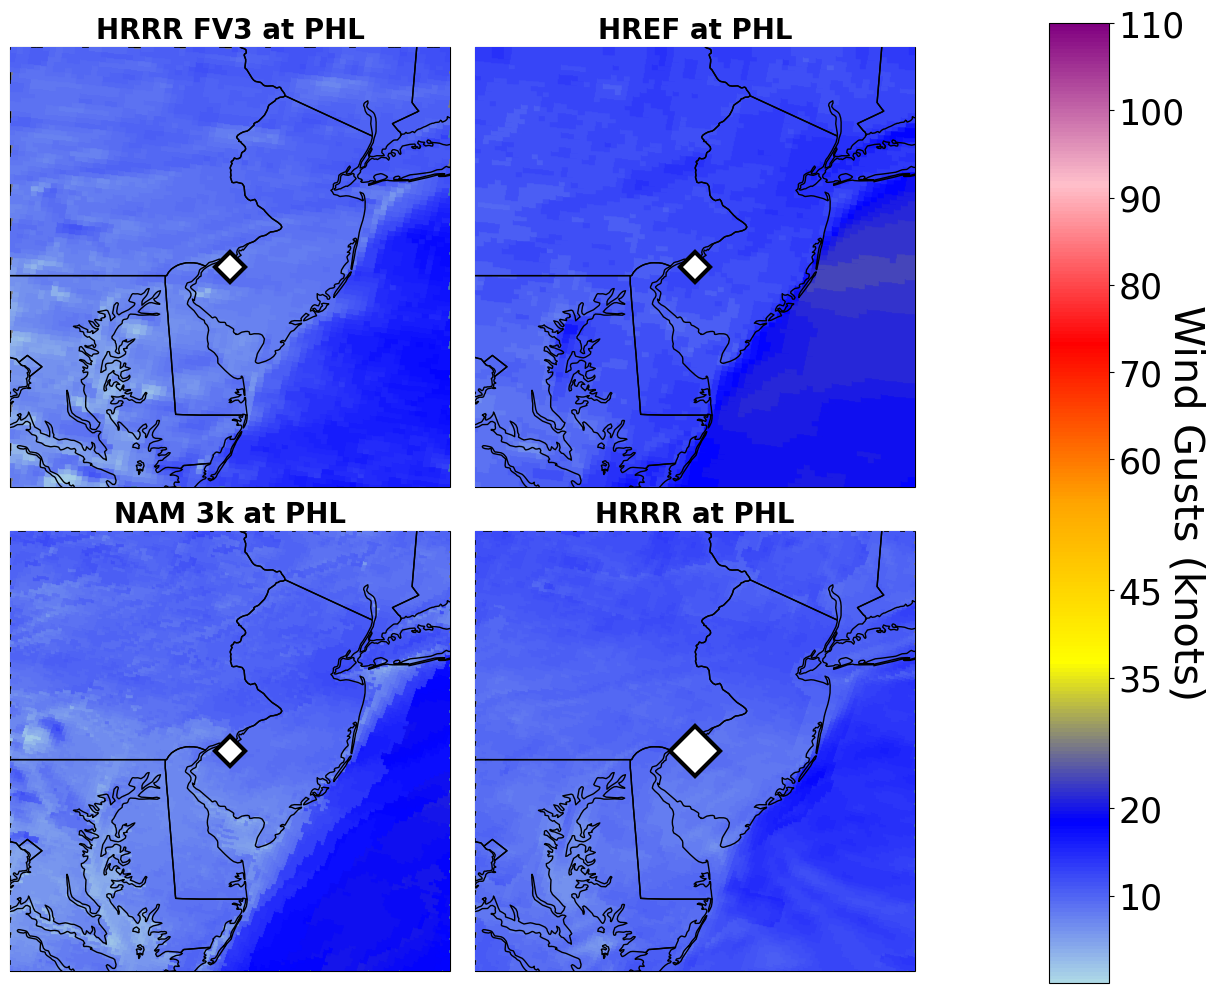 HRRR FV3 at PHL
HREF at PHL
NAM 3k at PHL
HRRR at PHL
110
100
90
80
70
60
45
35
20
10
Wind Gusts (knots)